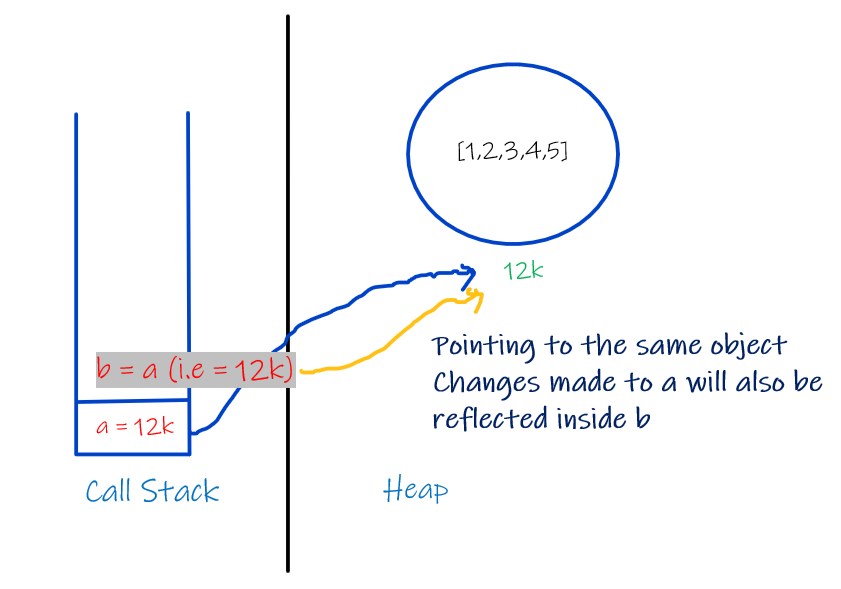 [1,2,3,4,5]
12k
b = a (i.e = 12k)
a = 12k
Pointing to the same object
Changes made to a will also be
reflected inside b
Call Stack
Heap